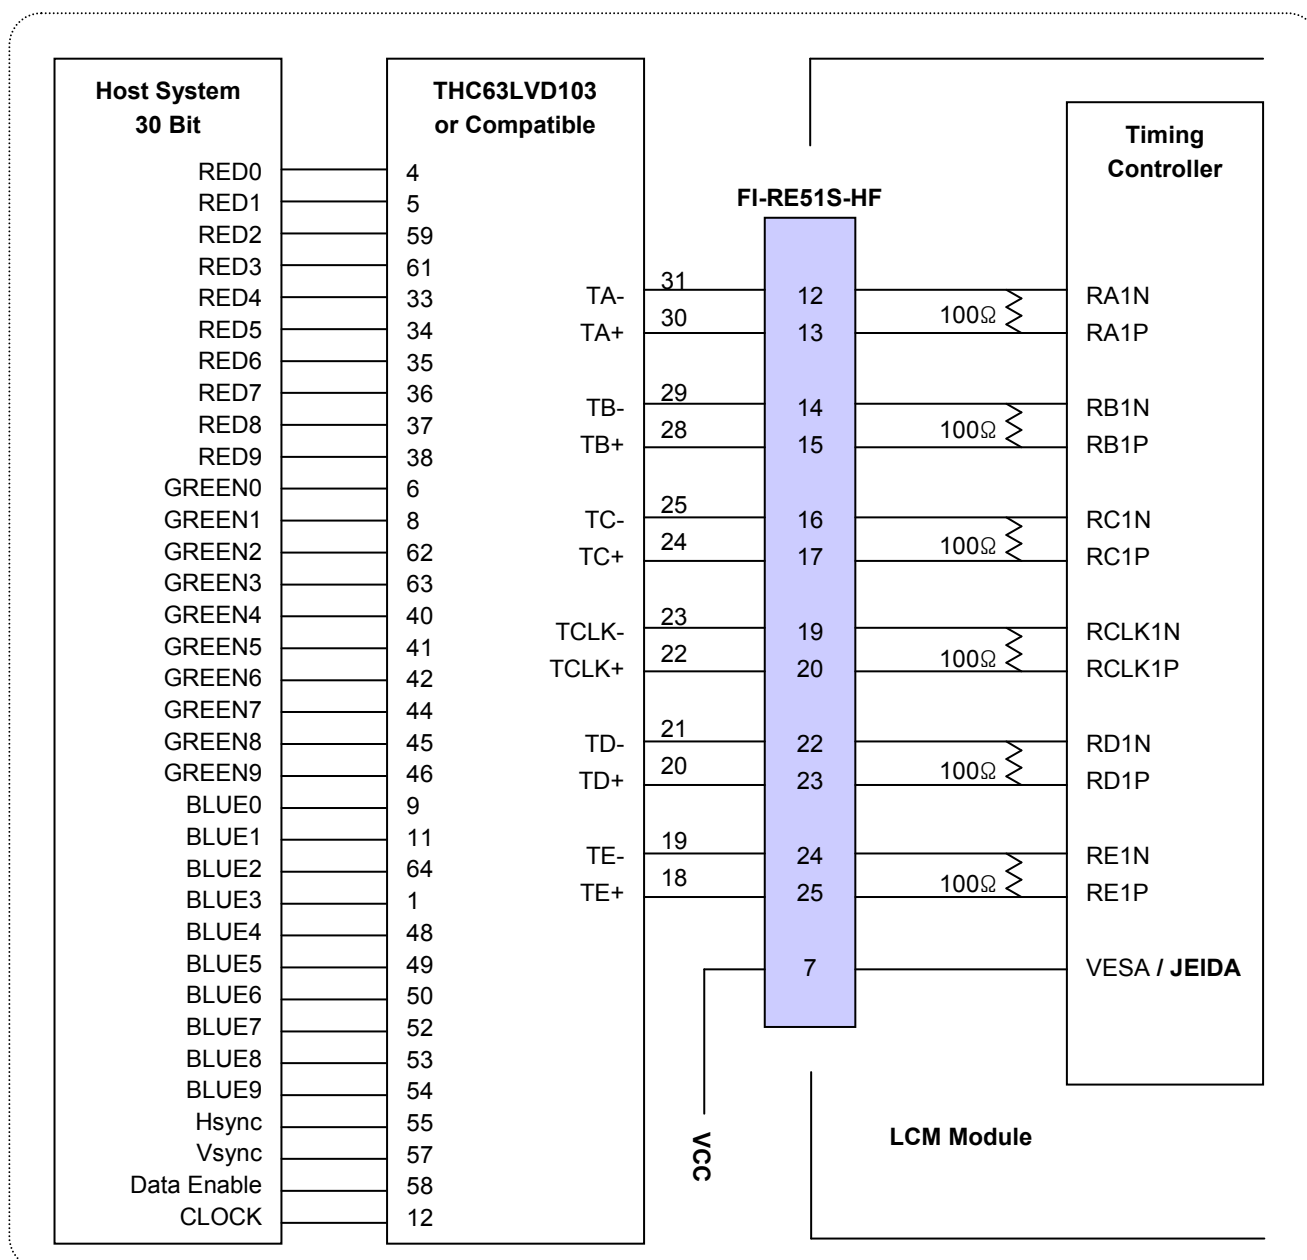 Host System
30 Bit
THC63LVD103
or Compatible
Timing
Controller
FI-RE51S-HF
RED0 4
RED1 5
RED2 59
RED3 61
RED4 33
RED5 34
RED6 35
RED7 36
RED8 37
RED9 38
GREEN0 6
GREEN1 8
GREEN2 62
GREEN3 63
GREEN4 40
GREEN5 41
GREEN6 42
GREEN7 44
GREEN8 45
GREEN9 46
BLUE0 9
BLUE1 11
BLUE2 64
BLUE3 1
BLUE4 48
BLUE5 49
BLUE6 50
BLUE7 52
BLUE8 53
BLUE9 54
Hsync 55
Vsync 57
Data Enable 58
CLOCK 12
TA- 31 12 RA1N
100Ω
TA+ 30 13 RA1P
TB- 29 14 RB1N
100Ω
TB+ 28 15 RB1P
TC- 25 16 RC1N
100Ω
TC+ 24 17 RC1P
TCLK- 23 19 RCLK1N
100Ω
TCLK+ 22 20 RCLK1P
TD- 21 22 RD1N
100Ω
TD+ 20 23 RD1P
TE- 19 24 RE1N
100Ω
TE+ 18 25 RE1P
7 VESA / JEIDA
VCC
LCM Module